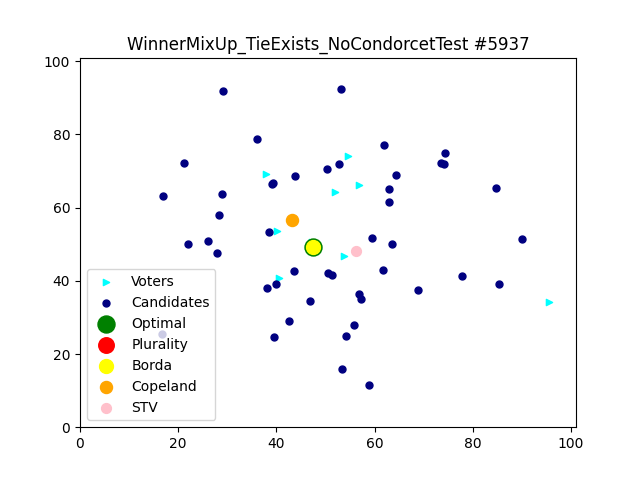 WinnerMixUp_TieExists_NoCondorcetTest #5937
100
80
60
40
20
0
Voters
Candidates
Optimal
Plurality
Borda
Copeland
STV
0 20 40 60 80 100